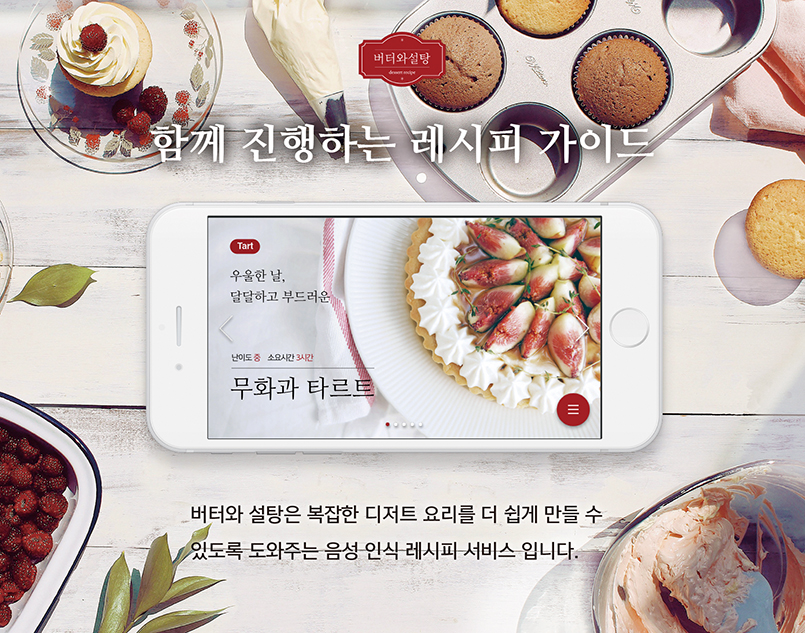 버터와설탕
dessert recipe
함께 진행하는 레시피 가이드
Tart
우울한 날,
달달하고 부드러운
난이도 중 소요시간 3시간
무화과 타르트
버터와 설탕은 복잡한 디저트 요리를 더 쉽게 만들 수
있도록 도와주는 음성 인식 레시피 서비스 입니다.